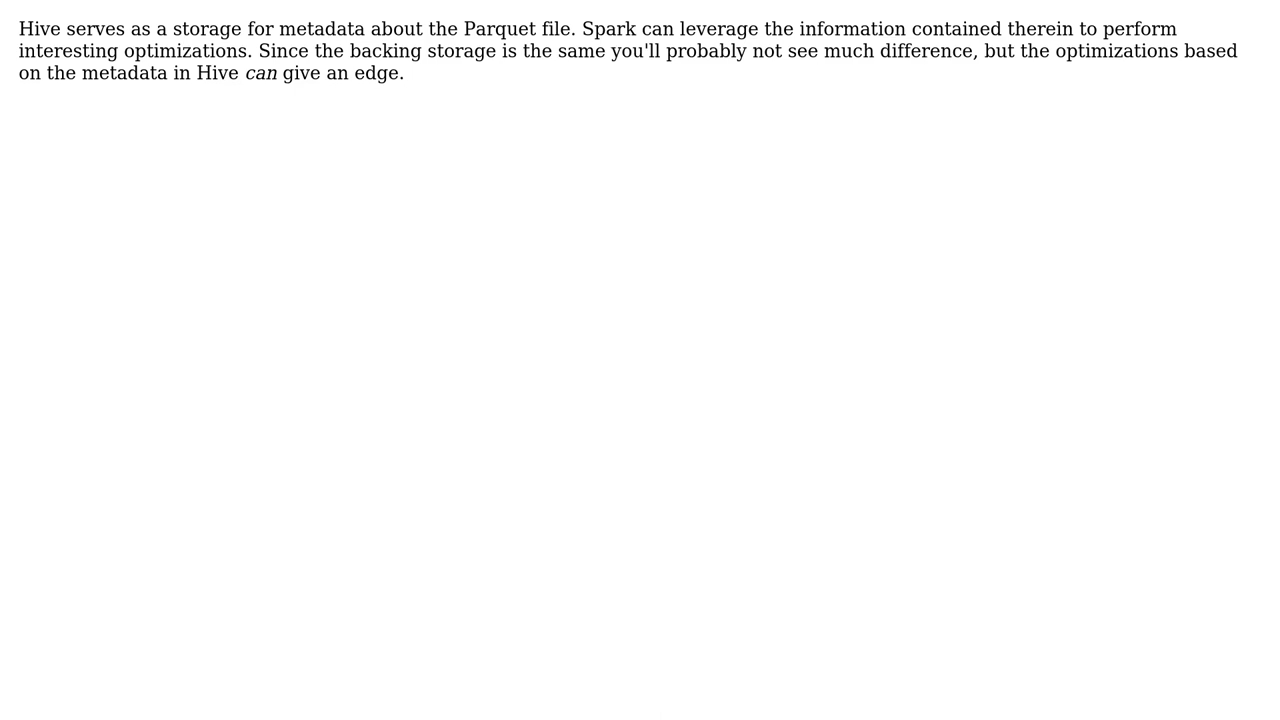 Hive serves as a storage for metadata about the Parquet file. Spark can leverage the information contained therein to perform
interesting optimizations. Since the backing storage is the same you'll probably not see much difference, but the optimizations based
on the metadata in Hive can give an edge.